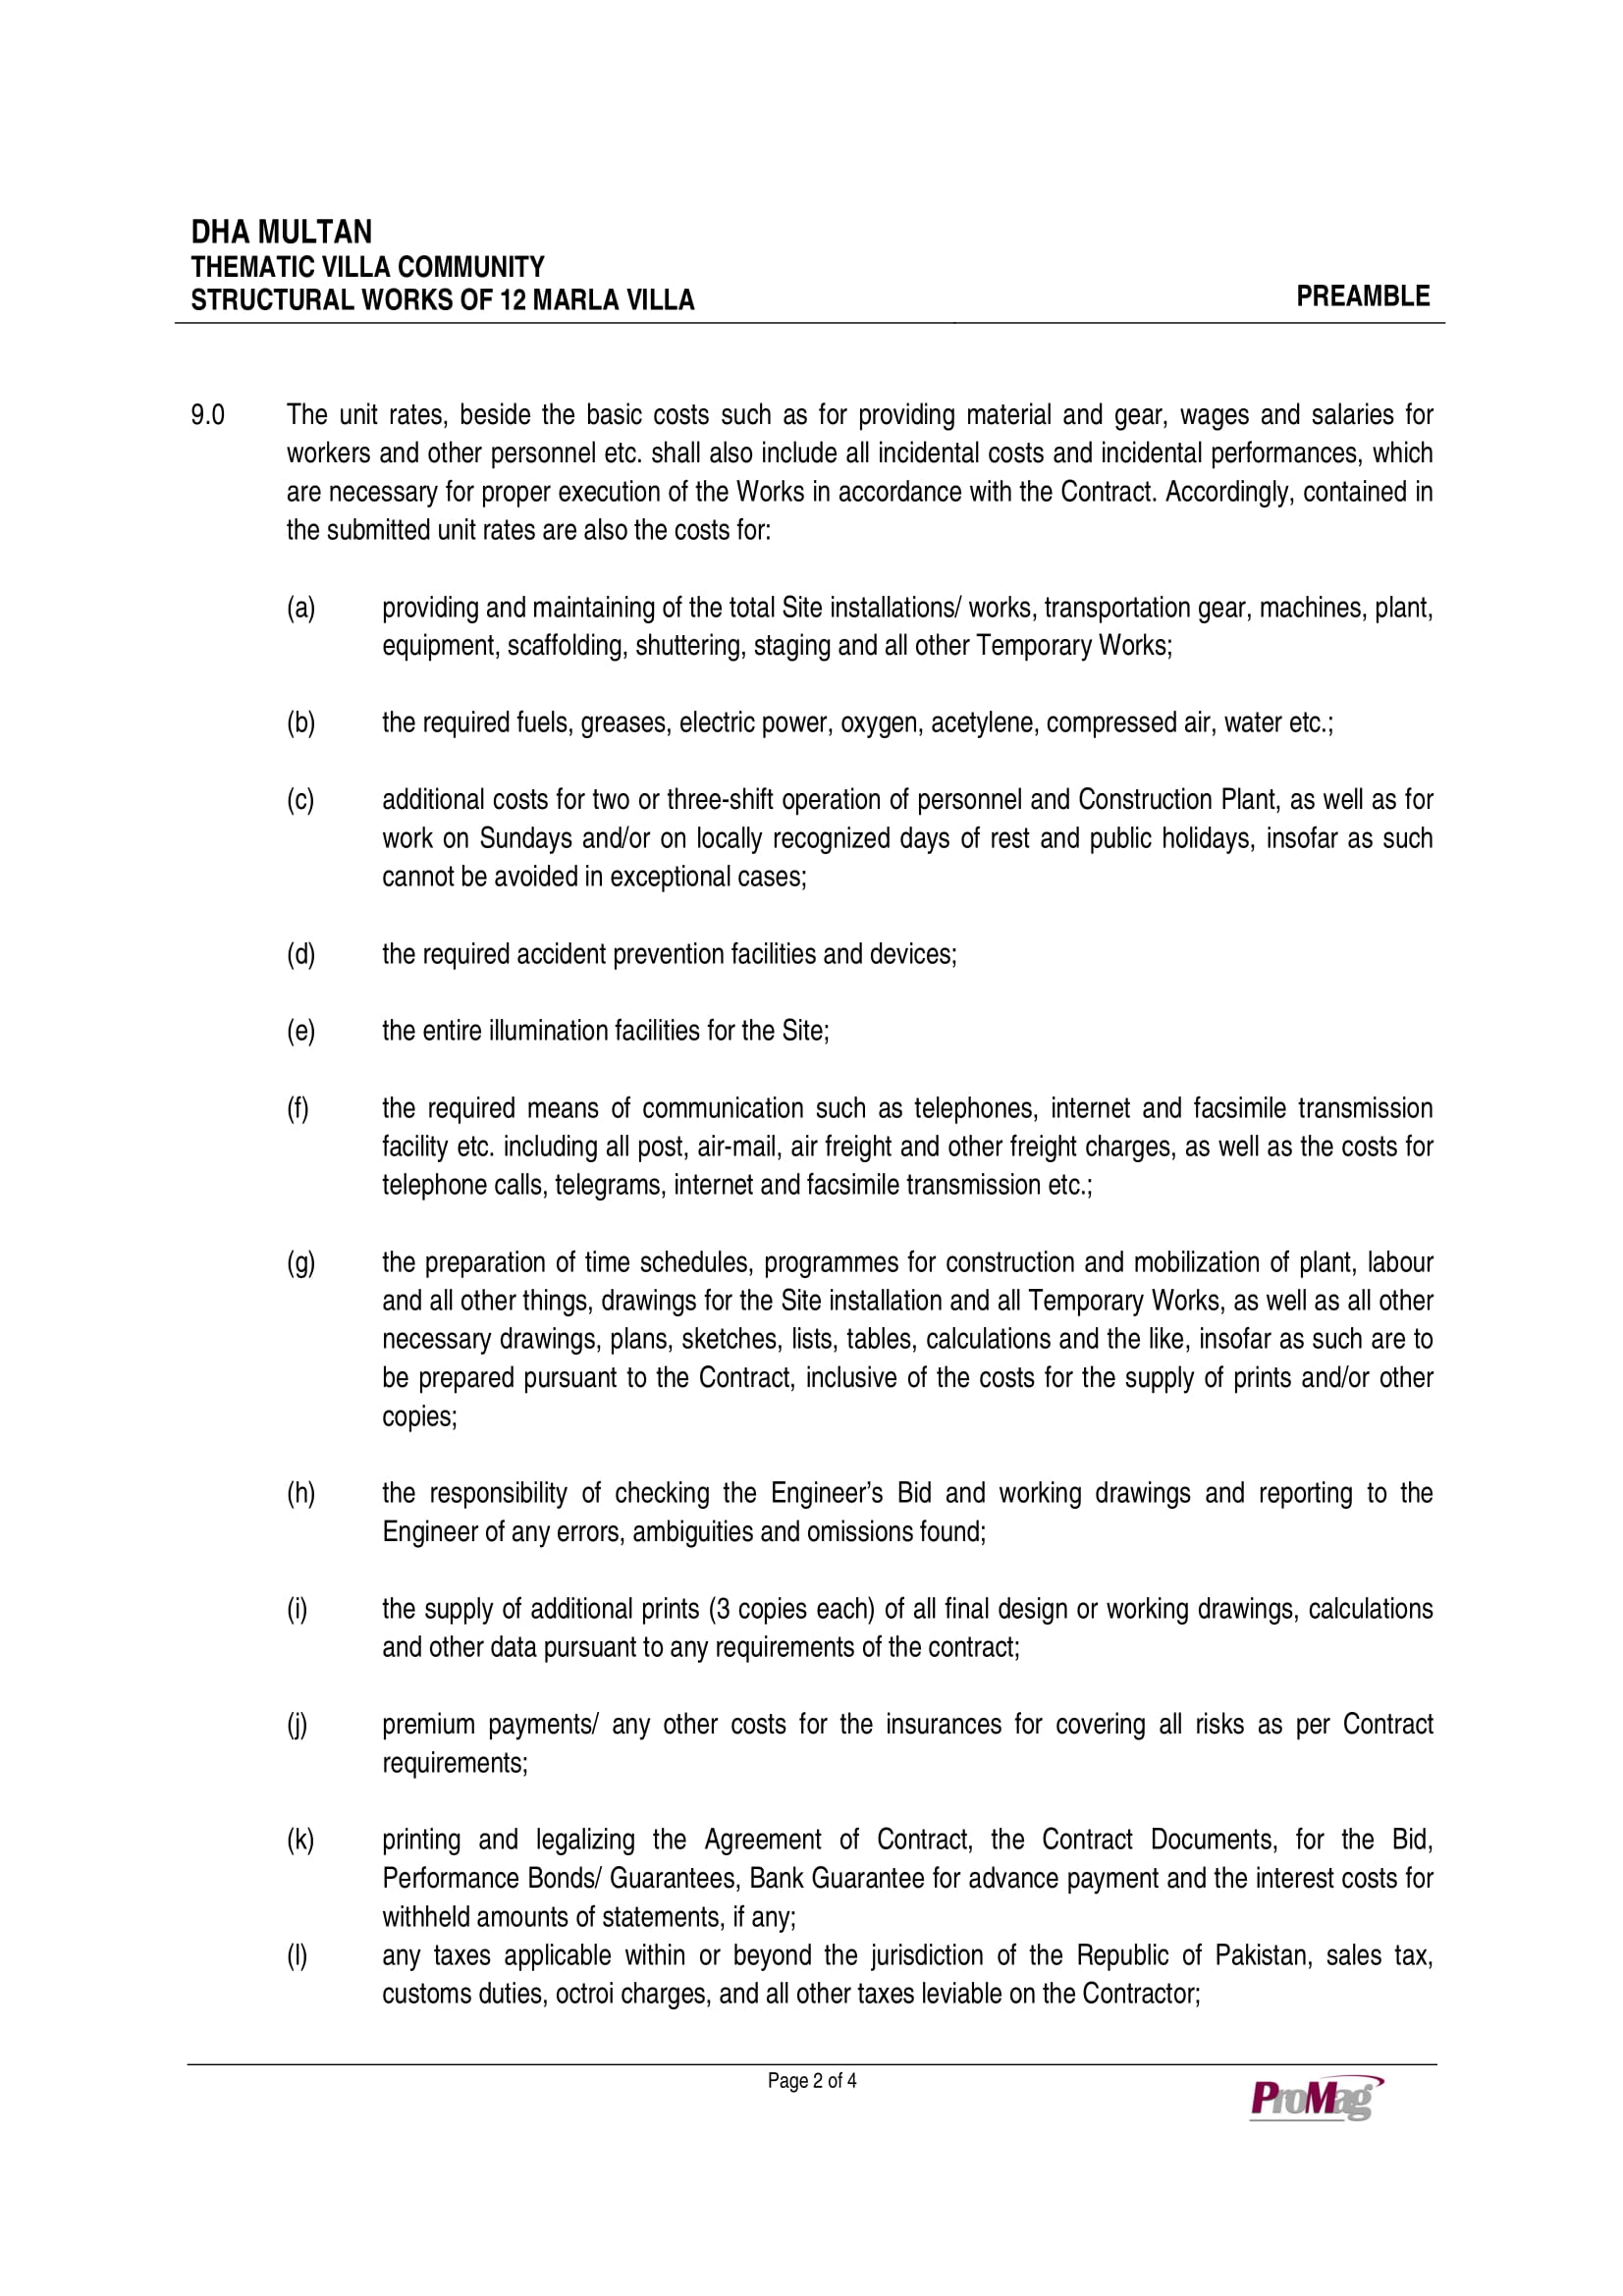 DHA MULTAN
THEMATIC VILLA COMMUNITY
STRUCTURAL WORKS OF 12 MARLA VILLA
PREAMBLE
9.0 The unit rates, beside the basic costs such as for providing material and gear, wages and salaries for
workers and other personnel etc. shall also include all incidental costs and incidental performances, which
are necessary for proper execution of the Works in accordance with the Contract. Accordingly, contained in
the submitted unit rates are also the costs for:
(a) providing and maintaining of the total Site installations/ works, transportation gear, machines, plant,
equipment, scaffolding, shuttering, staging and all other Temporary Works;
(b) the required fuels, greases, electric power, oxygen, acetylene, compressed air, water etc.;
(c) additional costs for two or three-shift operation of personnel and Construction Plant, as well as for
work on Sundays and/or on locally recognized days of rest and public holidays, insofar as such
cannot be avoided in exceptional cases;
(d) the required accident prevention facilities and devices;
(e) the entire illumination facilities for the Site;
(f) the required means of communication such as telephones, internet and facsimile transmission
facility etc. including all post, air-mail, air freight and other freight charges, as well as the costs for
telephone calls, telegrams, internet and facsimile transmission etc.;
(g) the preparation of time schedules, programmes for construction and mobilization of plant, labour
and all other things, drawings for the Site installation and all Temporary Works, as well as all other
necessary drawings, plans, sketches, lists, tables, calculations and the like, insofar as such are to
be prepared pursuant to the Contract, inclusive of the costs for the supply of prints and/or other
copies;
(h) the responsibility of checking the Engineer’s Bid and working drawings and reporting to the
Engineer of any errors, ambiguities and omissions found;
(i) the supply of additional prints (3 copies each) of all final design or working drawings, calculations
and other data pursuant to any requirements of the contract;
(j) premium payments/ any other costs for the insurances for covering all risks as per Contract
requirements;
(k) printing and legalizing the Agreement of Contract, the Contract Documents, for the Bid,
Performance Bonds/ Guarantees, Bank Guarantee for advance payment and the interest costs for
withheld amounts of statements, if any;
(l) any taxes applicable within or beyond the jurisdiction of the Republic of Pakistan, sales tax,
customs duties, octroi charges, and all other taxes leviable on the Contractor;
Page 2 of 4
ProMag